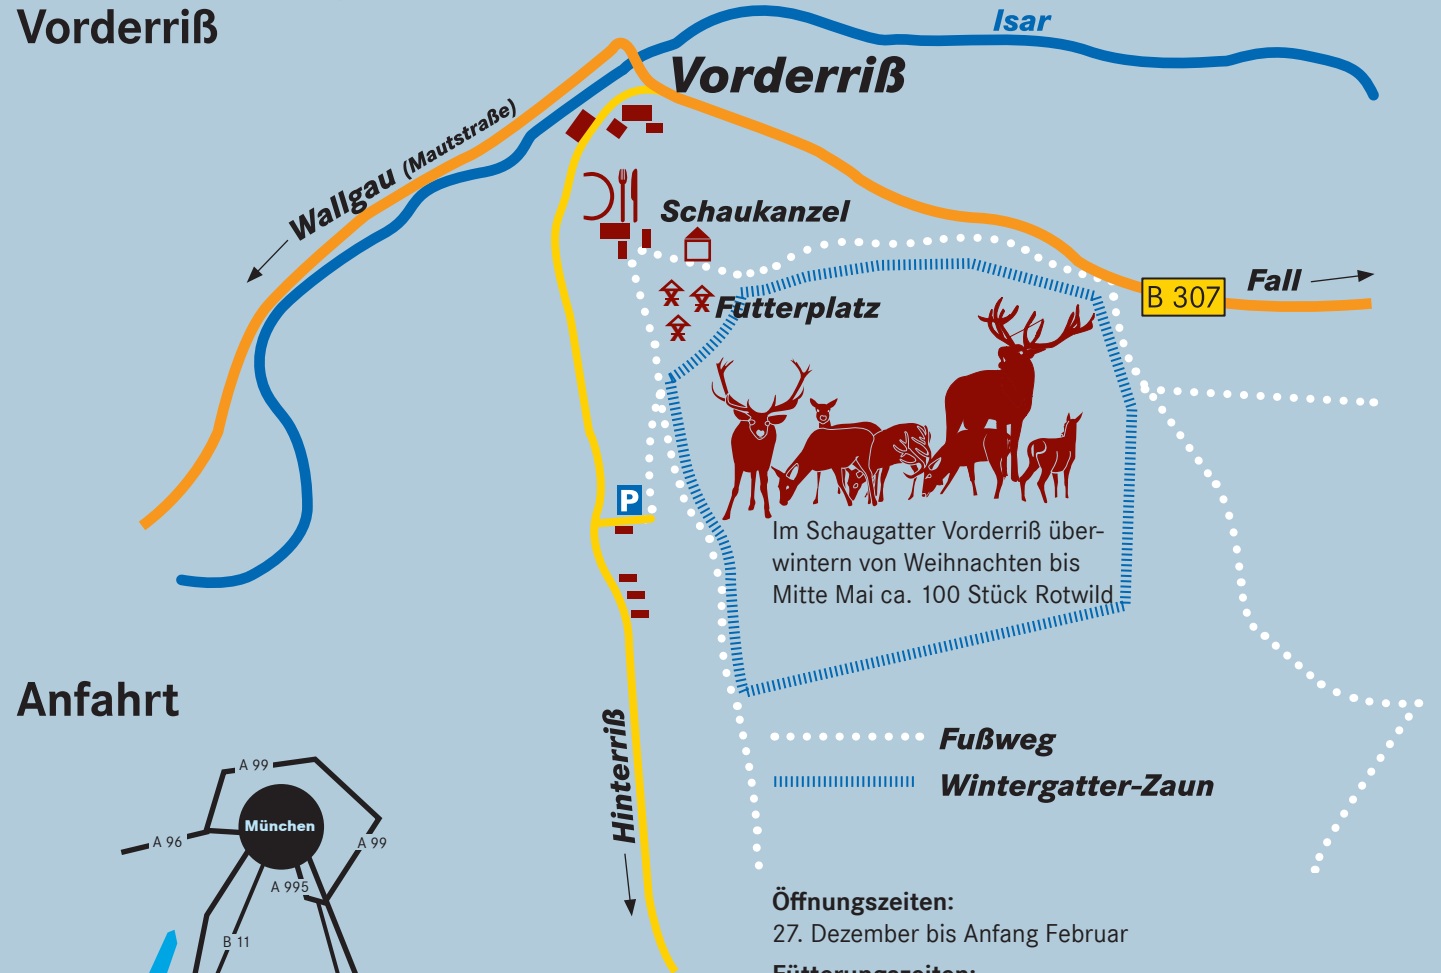 Vorderriß
Isar
Vorderriß
Wallgau (Mautstraße)
Schaukanzel
Fall
B 307
Futterplatz
P
Im Schaugatter Vorderriß über-
wintern von Weihnachten bis
Mitte Mai ca. 100 Stück Rotwild
Anfahrt
Hinterriß
Fußweg
Wintergatter-Zaun
A 99
München
A 96
A 99
A 995
B 11
Öffnungszeiten:
27. Dezember bis Anfang Februar
Fütterungszeiten: